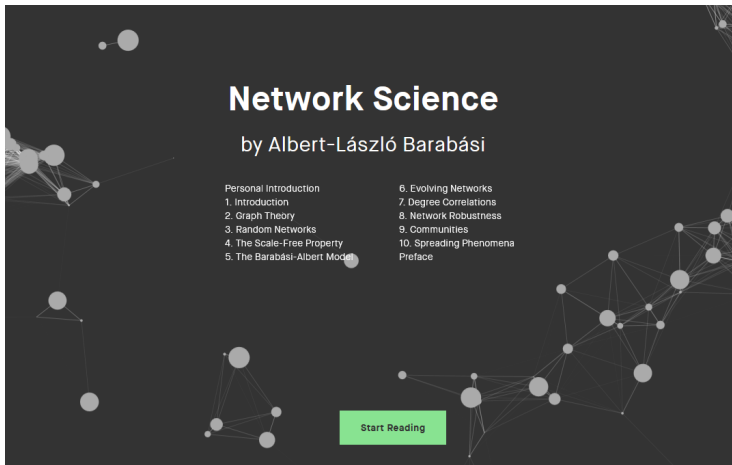 Network Science
by Albert-László Barabási
Personal Introduction
1. Introduction
2. Graph Theory
3. Random Networks
4. The Scale-Free Property
5. The Barabási-Albert Model
6. Evolving Networks
7. Degree Correlations
8. Network Robustness
9. Communities
10. Spreading Phenomena
Preface
Start Reading